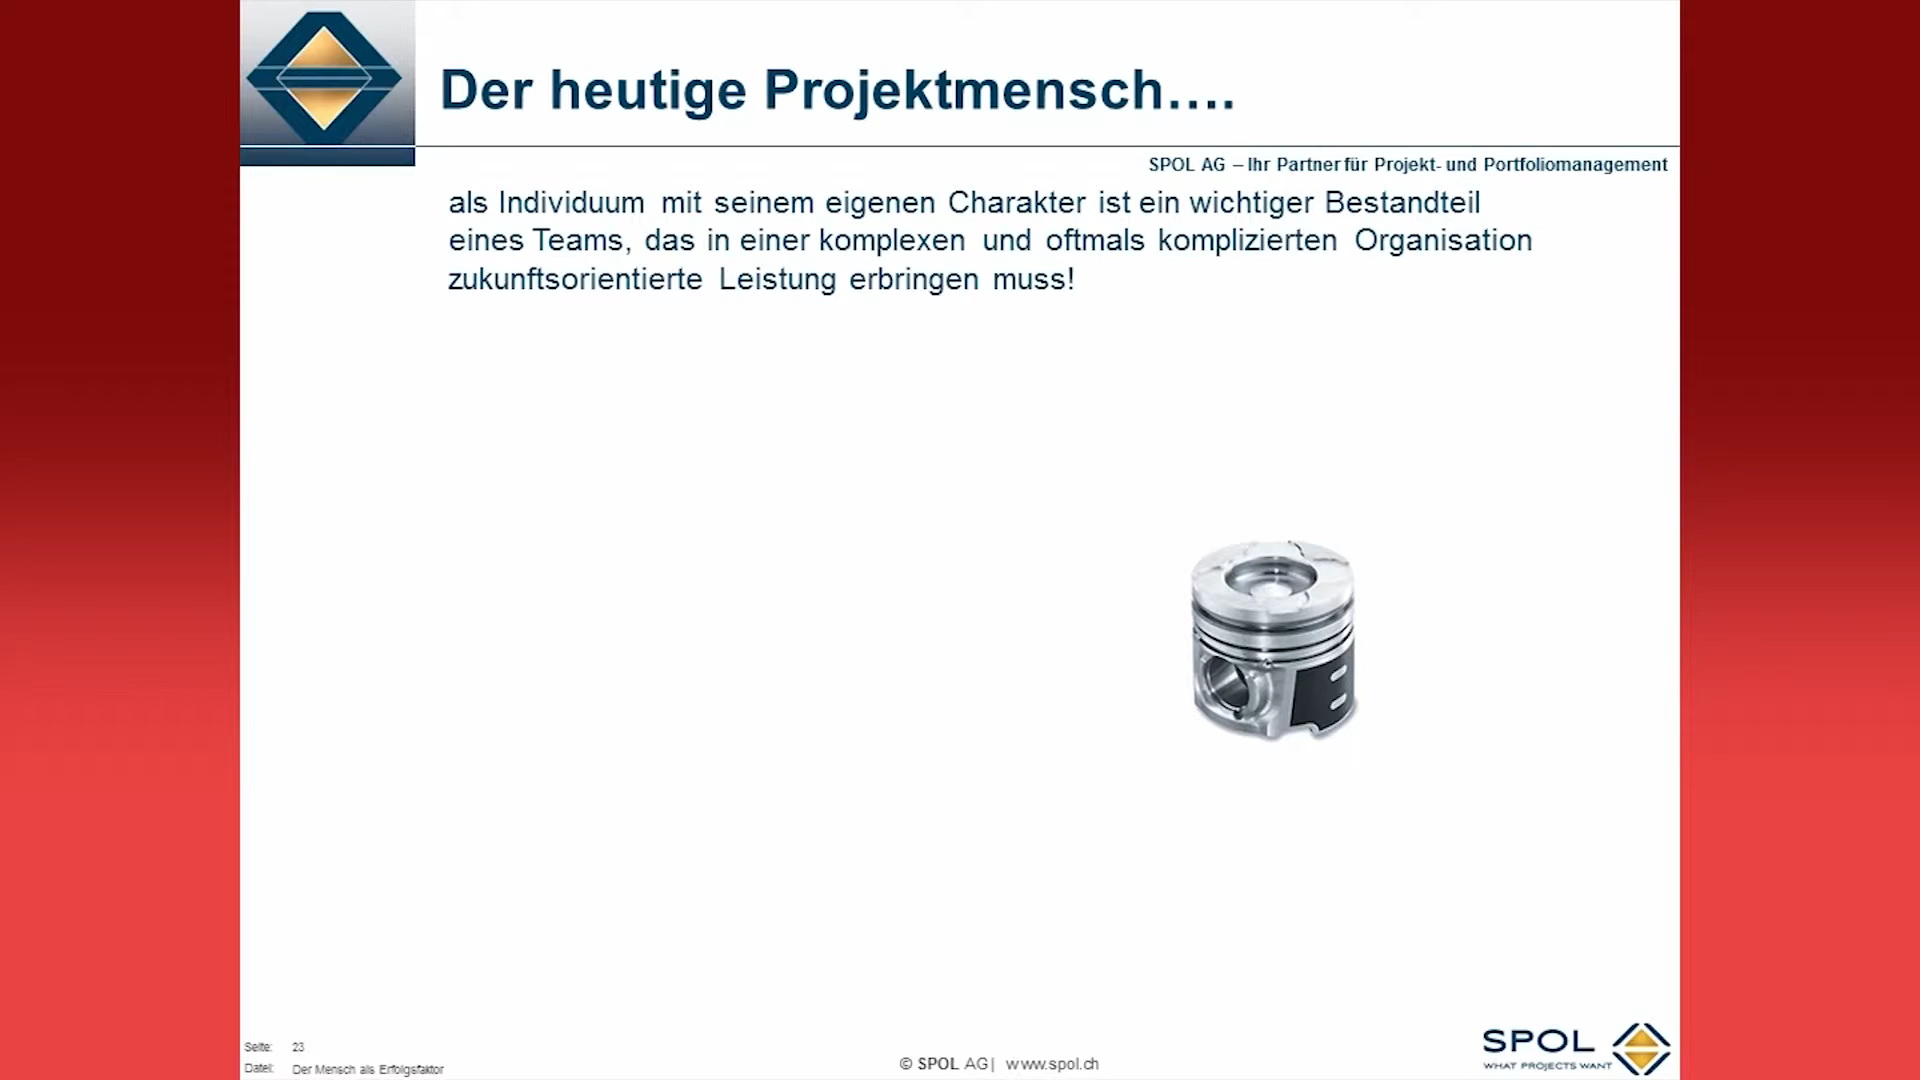 Der heutige Projektmensch....
SPOL AG – Ihr Partner für Projekt- und Portfoliomanagement
als Individuum mit seinem eigenen Charakter ist ein wichtiger Bestandteil
eines Teams, das in einer komplexen und oftmals komplizierten Organisation
zukunftsorientierte Leistung erbringen muss!
Seite: 23
Datei: Der Mensch als Erfolgsfaktor
© SPOL AG | www.spol.ch
SPOL
WHAT PROJECTS WANT